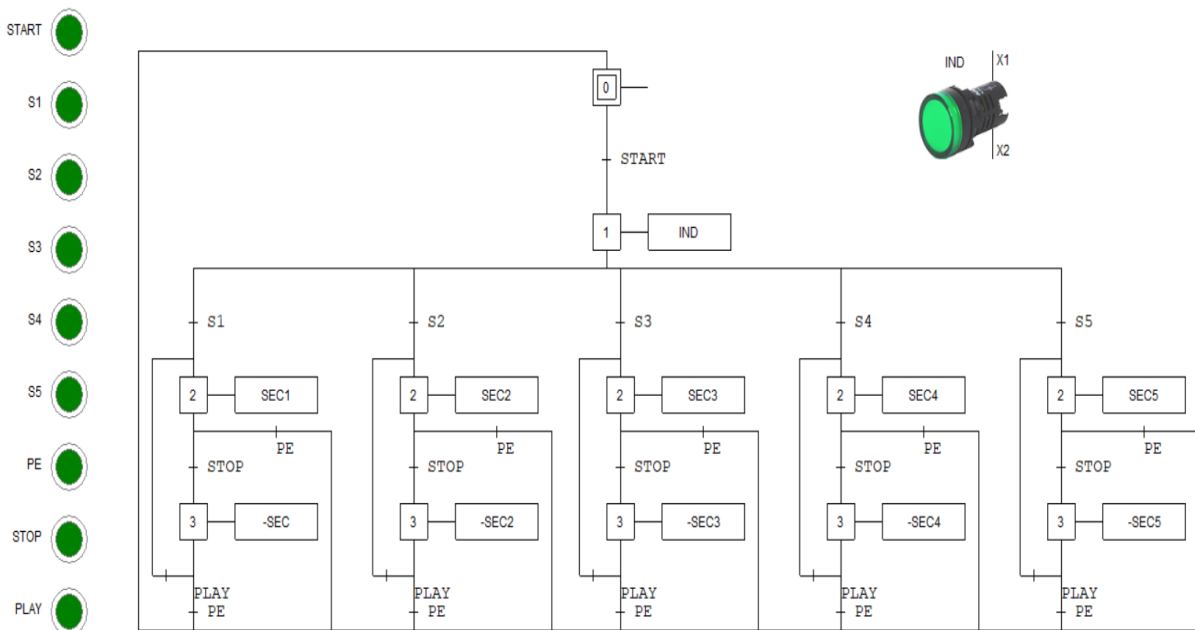 START
S1
S2
S3
S4
S5
PE
STOP
PLAY
0
START
1 IND
IND X1
X2
S1 S2 S3 S4 S5
2 SEC1 2 SEC2 2 SEC3 2 SEC4 2 SEC5
PE PE PE PE PE
STOP STOP STOP STOP STOP
3 -SEC 3 -SEC2 3 -SEC3 3 -SEC4 3 -SEC5
PLAY PLAY PLAY PLAY PLAY
PE PE PE PE PE